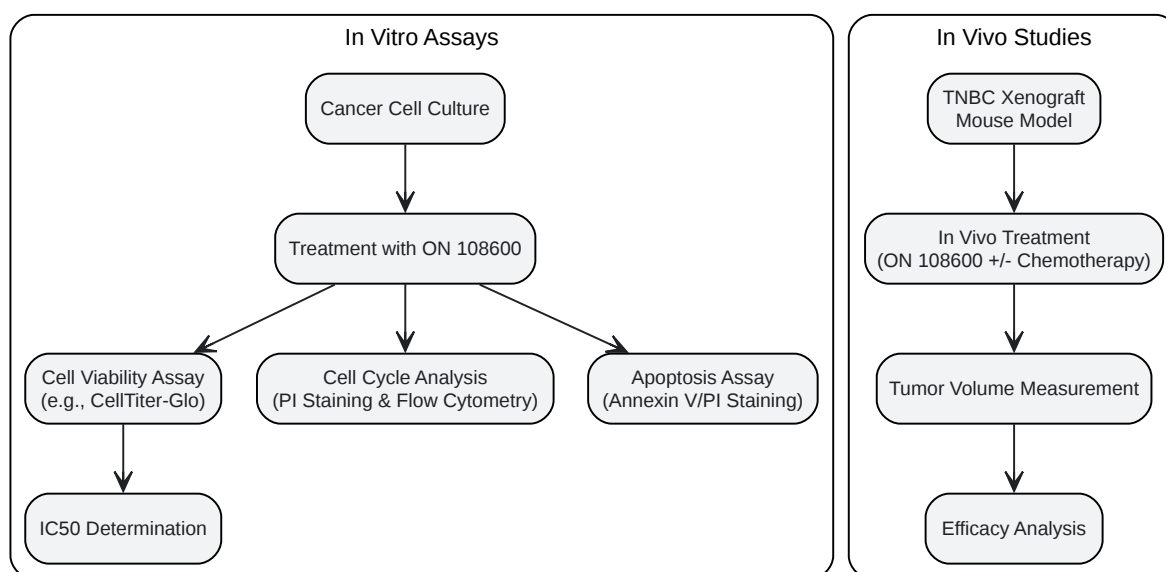 In Vitro Assays
Cancer Cell Culture
Treatment with ON 108600
Cell Viability Assay
(e.g., CellTiter-Glo)
Cell Cycle Analysis
(PI Staining & Flow Cytometry)
Apoptosis Assay
(Annexin V/PI Staining)
IC50 Determination
In Vivo Studies
TNBC Xenograft
Mouse Model
In Vivo Treatment
(ON 108600 +/- Chemotherapy)
Tumor Volume Measurement
Efficacy Analysis